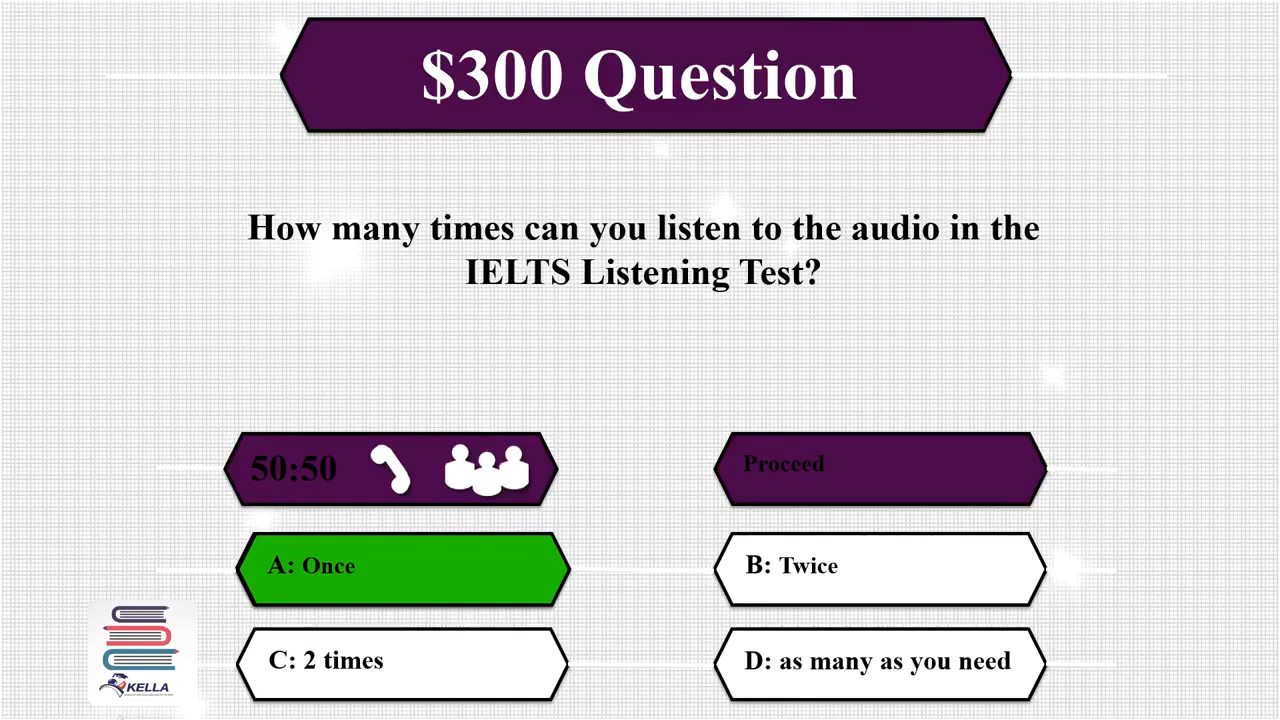 $300 Question
How many times can you listen to the audio in the
IELTS Listening Test?
50:50
Proceed
A: Once
B: Twice
C: 2 times
D: as many as you need
KELLA